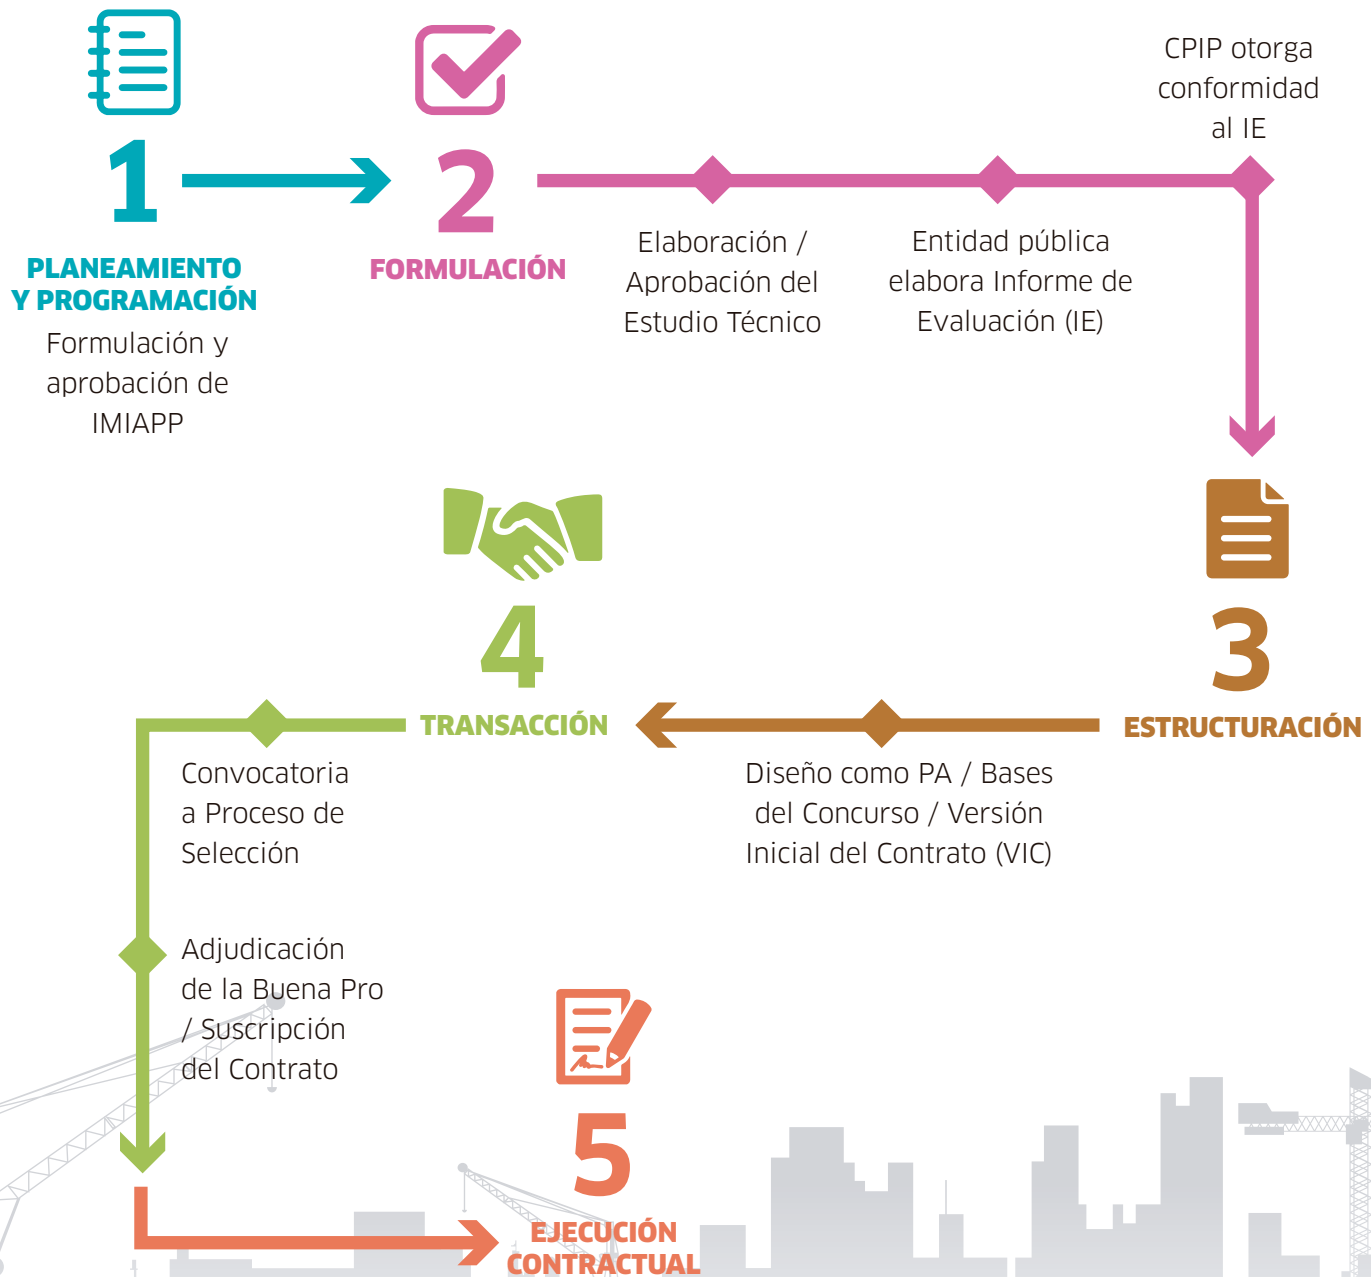 1
PLANEAMIENTO
Y PROGRAMACIÓN
Formulación y
aprobación de
IMIAPP
2
FORMULACIÓN
Elaboración /
Aprobación del
Estudio Técnico
Entidad pública
elabora Informe de
Evaluación (IE)
CPIP otorga
conformidad
al IE
3
ESTRUCTURACIÓN
Diseño como PA / Bases
del Concurso / Versión
Inicial del Contrato (VIC)
4
TRANSACCIÓN
Convocatoria
a Proceso de
Selección
Adjudicación
de la Buena Pro
/ Suscripción
del Contrato
5
EJECUCIÓN
CONTRACTUAL